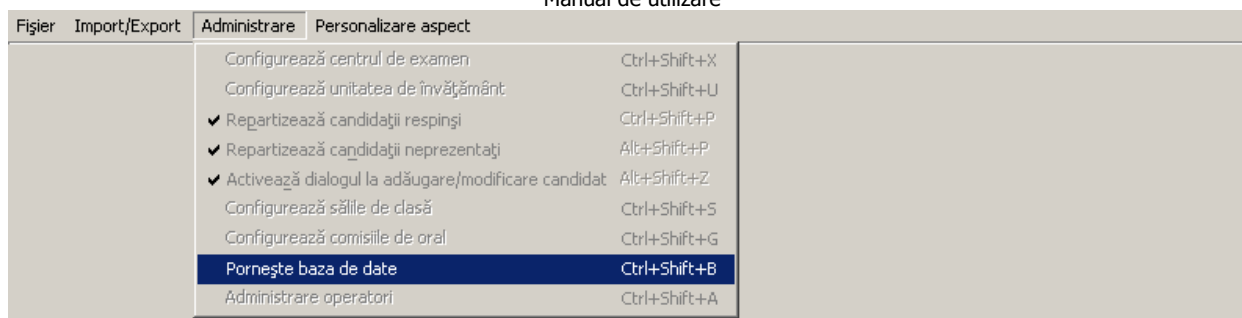 Manual de utilizare
Fişier Import/Export Administrare Personalizare aspect
Configurează centrul de examen Ctrl+Shift+X
Configurează unitatea de învăţământ Ctrl+Shift+U
Repartizează candidaţii respinşi Ctrl+Shift+P
Repartizează candidaţii neprezentaţi Alt+Shift+P
Activează dialogul la adăugare/modificare candidat Alt+Shift+Z
Configurează sălile de clasă Ctrl+Shift+S
Configurează comisiile de oral Ctrl+Shift+G
Porneşte baza de date Ctrl+Shift+B
Administrare operatori Ctrl+Shift+A